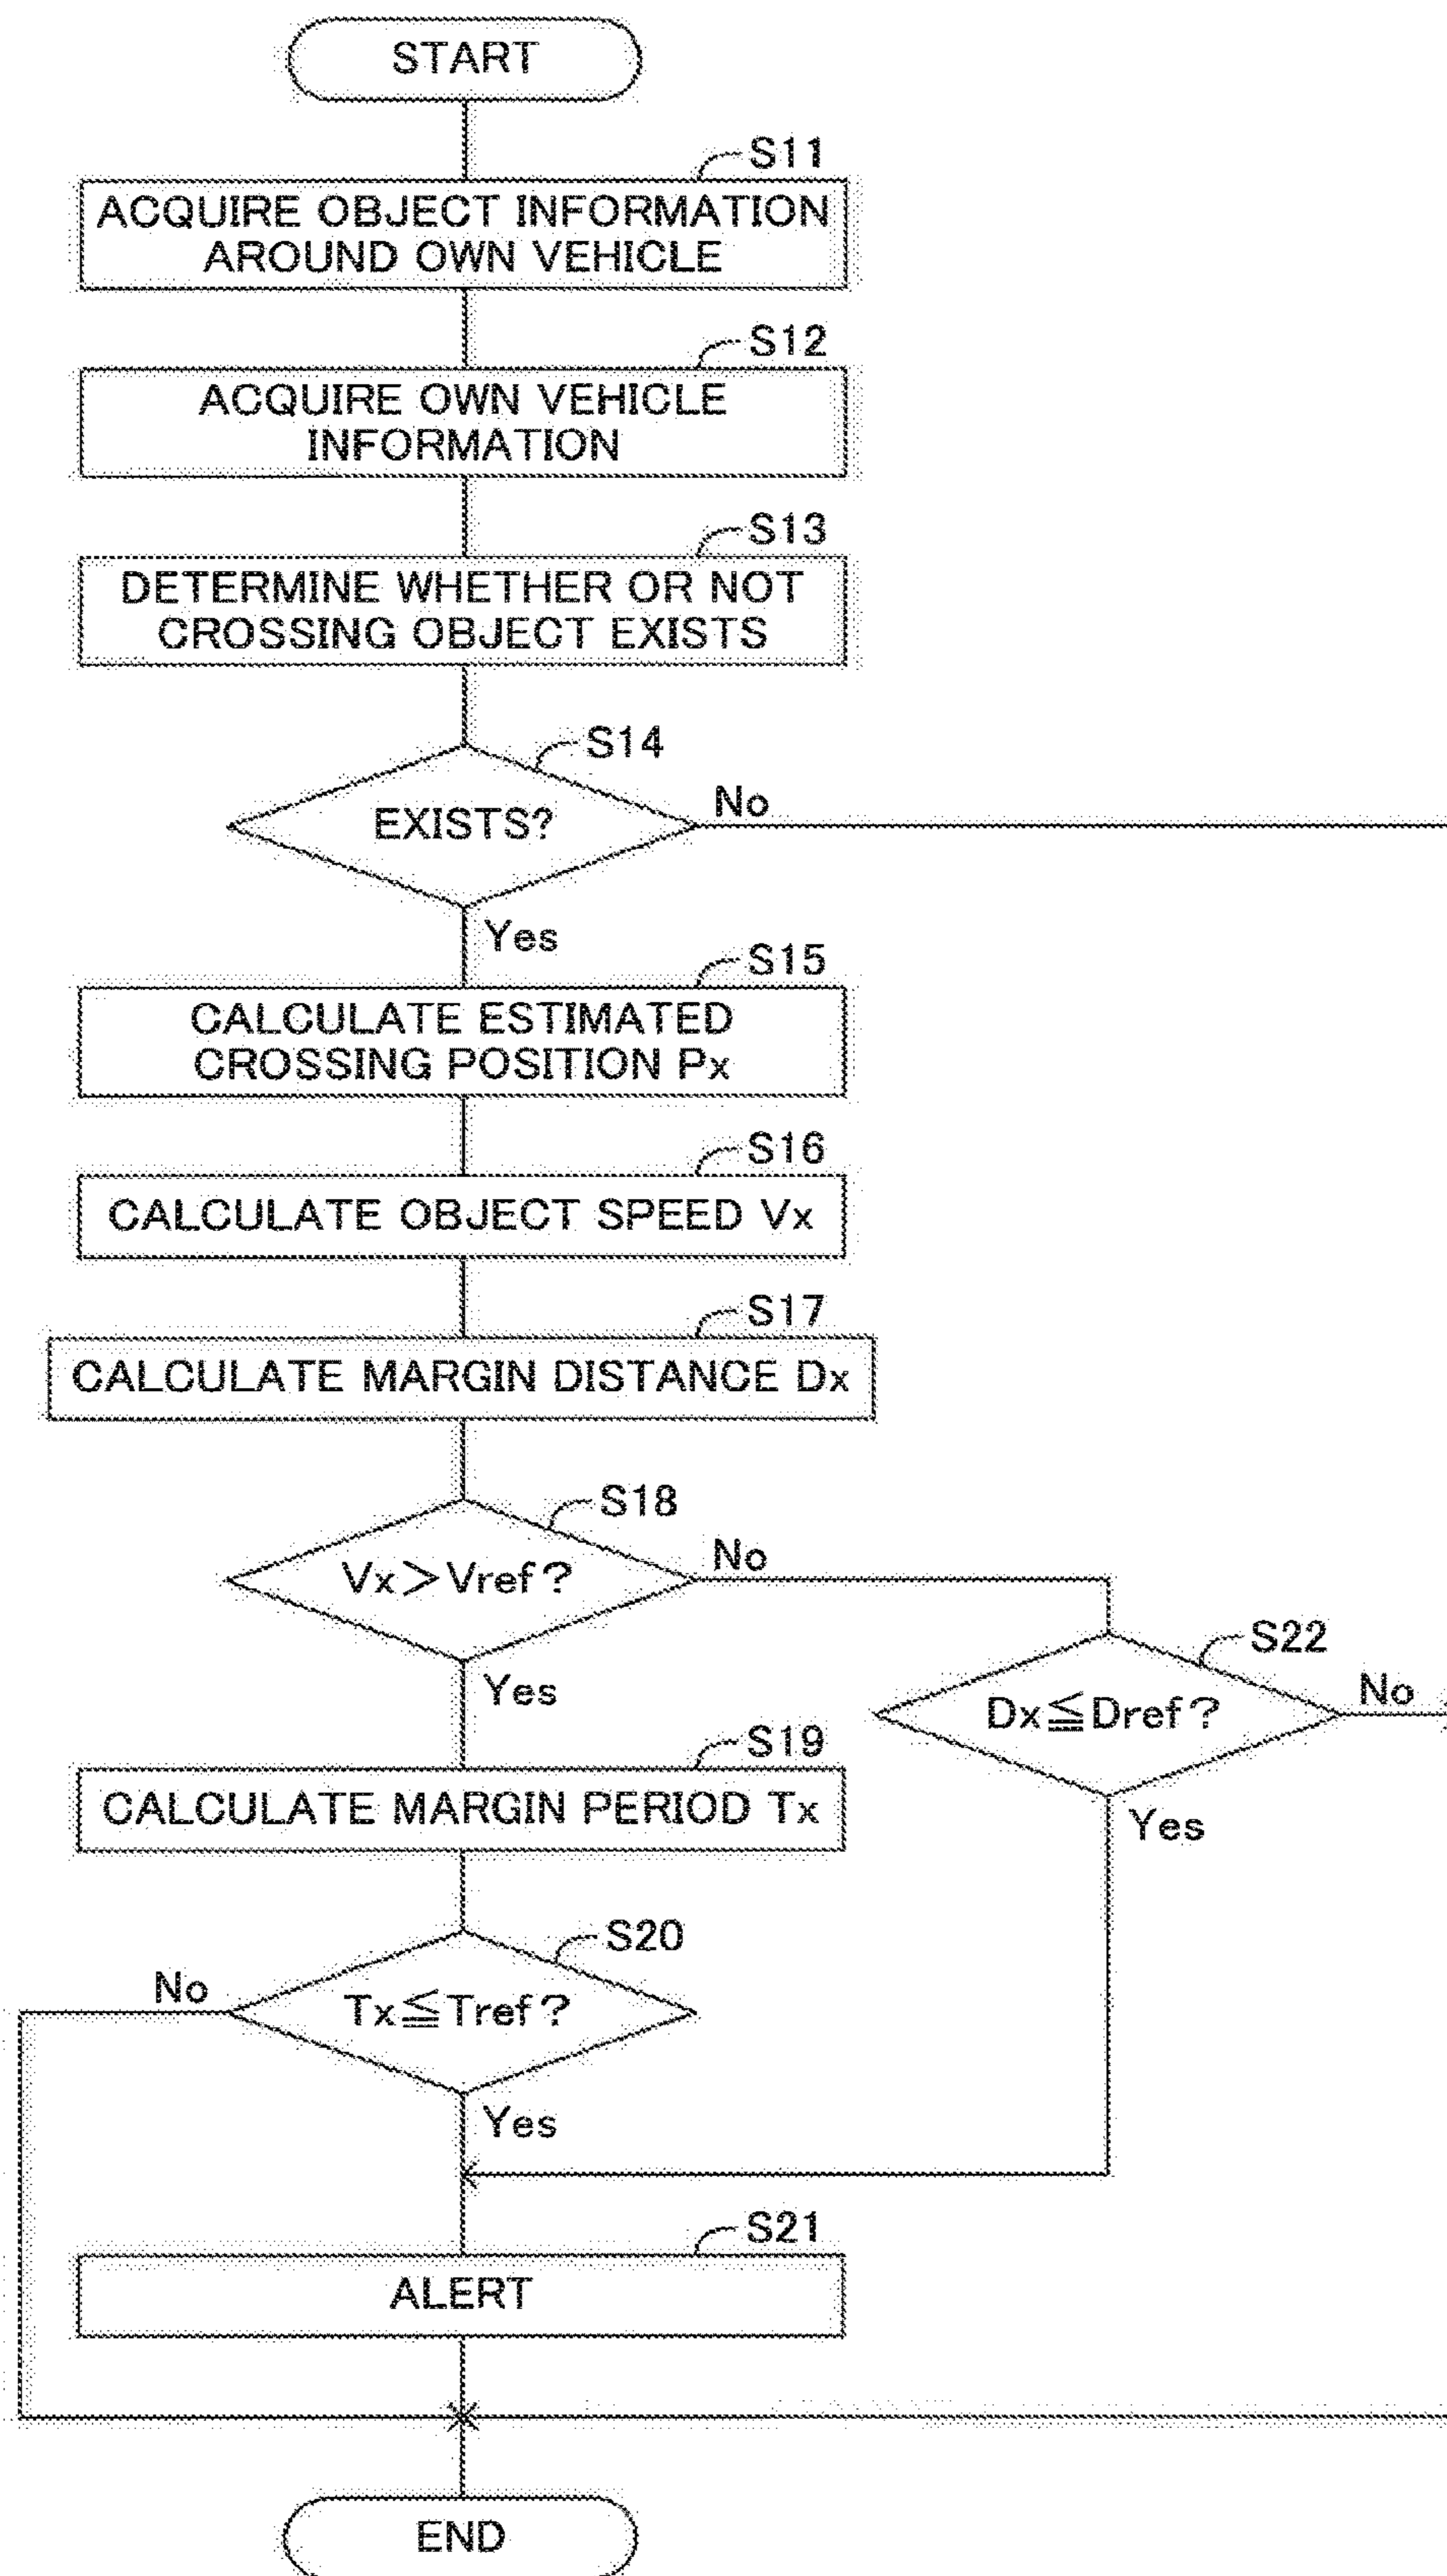 START
S11
ACQUIRE OBJECT INFORMATION
AROUND OWN VEHICLE
S12
ACQUIRE OWN VEHICLE
INFORMATION
S13
DETERMINE WHETHER OR NOT
CROSSING OBJECT EXISTS
S14
EXISTS?
No
Yes
S15
CALCULATE ESTIMATED
CROSSING POSITION Px
S16
CALCULATE OBJECT SPEED Vx
S17
CALCULATE MARGIN DISTANCE Dx
S18
Vx>Vref?
No
Yes
S22
Dx≦Dref?
No
Yes
S19
CALCULATE MARGIN PERIOD Tx
S20
Tx≦Tref?
No
Yes
S21
ALERT
END